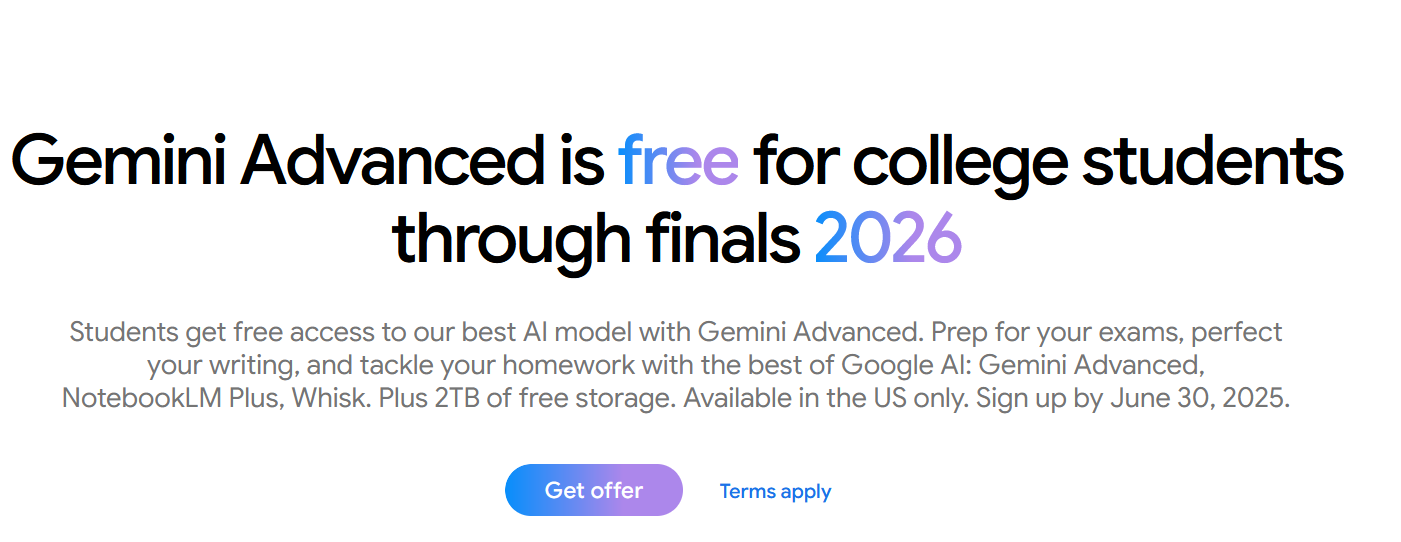 Gemini Advanced is free for college students
through finals 2026
Students get free access to our best AI model with Gemini Advanced. Prep for your exams, perfect
your writing, and tackle your homework with the best of Google AI: Gemini Advanced,
NotebookLM Plus, Whisk. Plus 2TB of free storage. Available in the US only. Sign up by June 30, 2025.
Get offer
Terms apply